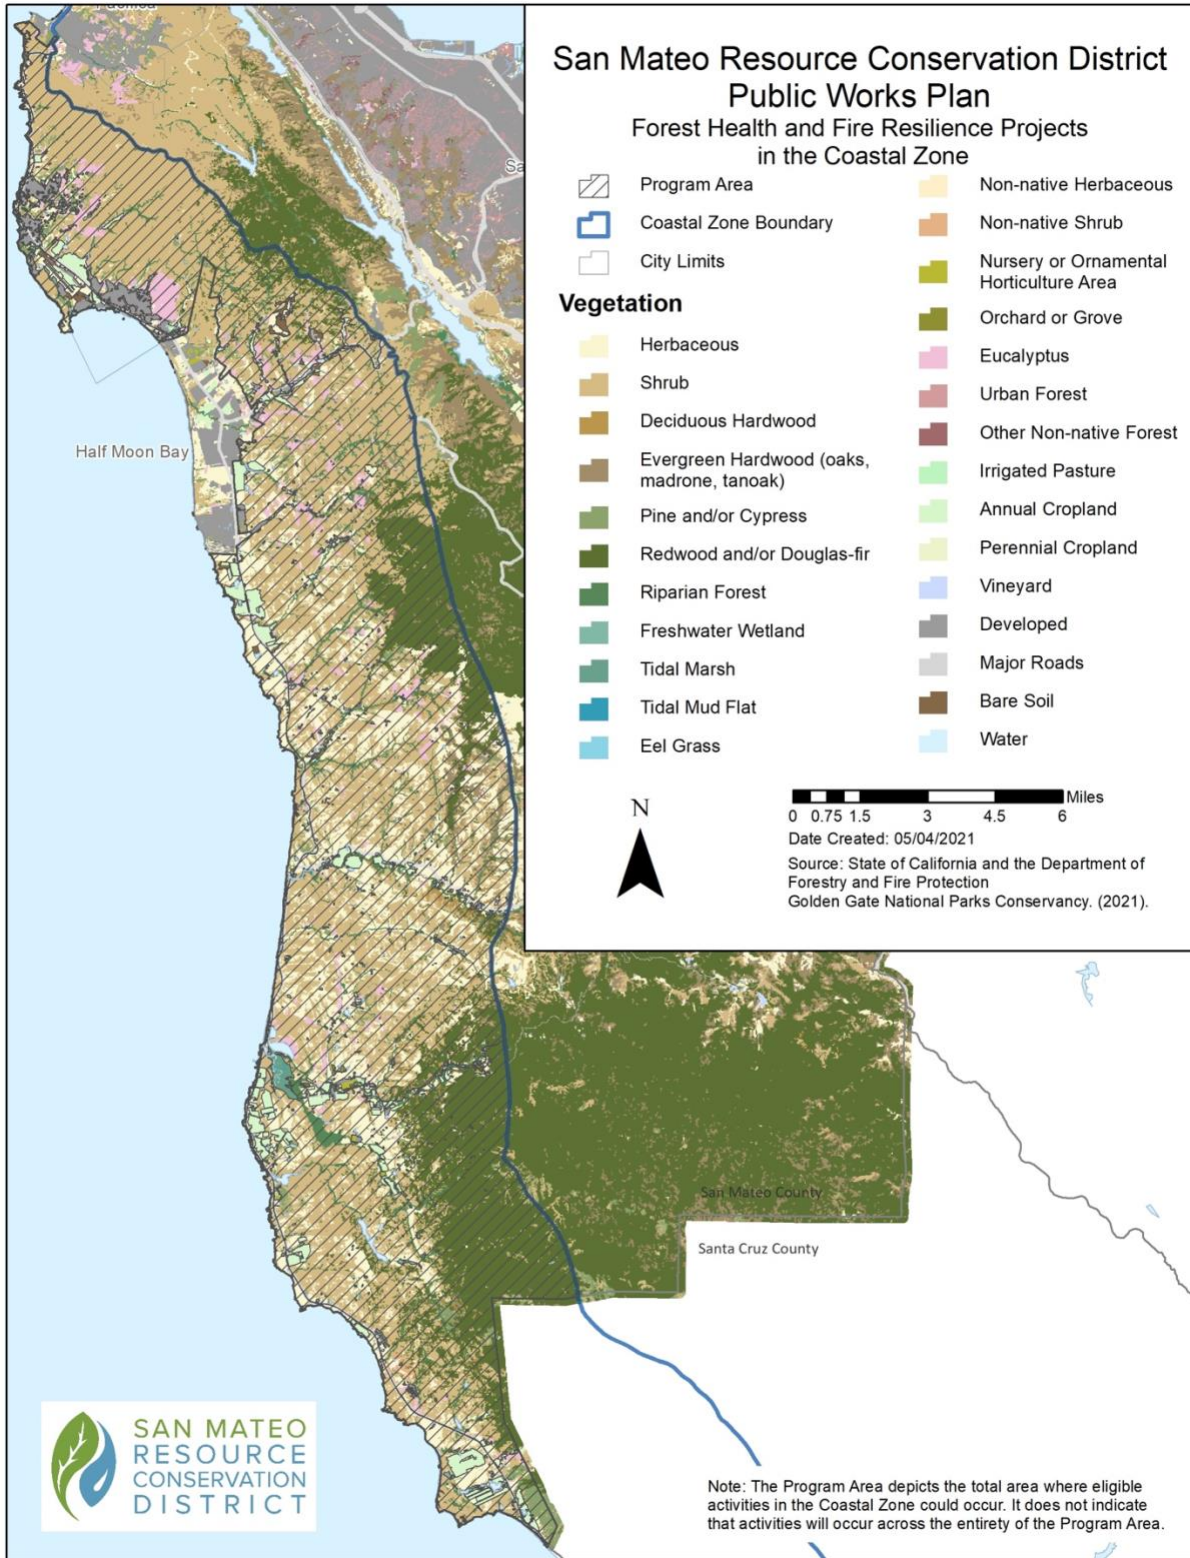 San Mateo Resource Conservation District
Public Works Plan
Forest Health and Fire Resilience Projects
in the Coastal Zone
Program Area
Coastal Zone Boundary
City Limits
Vegetation
Herbaceous
Shrub
Deciduous Hardwood
Evergreen Hardwood (oaks,
madrone, tanoak)
Pine and/or Cypress
Redwood and/or Douglas-fir
Riparian Forest
Freshwater Wetland
Tidal Marsh
Tidal Mud Flat
Eel Grass
Non-native Herbaceous
Non-native Shrub
Nursery or Ornamental
Horticulture Area
Orchard or Grove
Eucalyptus
Urban Forest
Other Non-native Forest
Irrigated Pasture
Annual Cropland
Perennial Cropland
Vineyard
Developed
Major Roads
Bare Soil
Water
N
Miles
0 0.75 1.5 3 4.5 6
Date Created: 05/04/2021
Source: State of California and the Department of
Forestry and Fire Protection
Golden Gate National Parks Conservancy. (2021).
Sa
Half Moon Bay
San Mateo County
Santa Cruz County
SAN MATEO
RESOURCE
CONSERVATION
DISTRICT
Note: The Program Area depicts the total area where eligible
activities in the Coastal Zone could occur. It does not indicate
that activities will occur across the entirety of the Program Area.